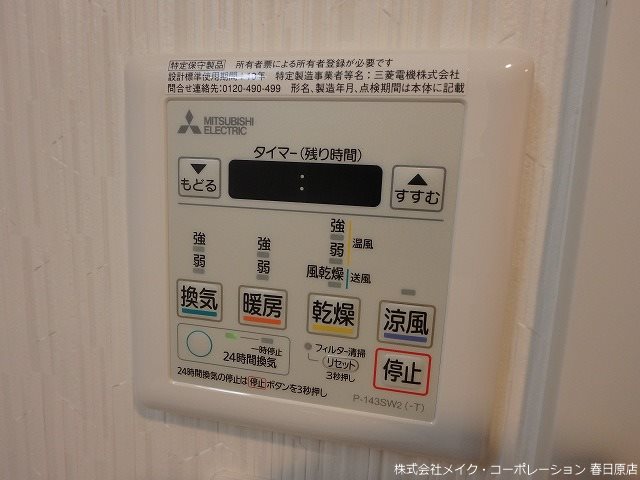 特定保守製品 所有者票による所有者登録が必要です
設計標準使用期間:10年 特定製造事業者等名:三菱電機株式会社
問合せ連絡先:0120-490-499 形名、製造年月、点検期間は本体に記載
MITSUBISHI
ELECTRIC
タイマー(残り時間)
▼
もどる
:
▲
すすむ
強
弱
強
弱
強
弱
温風
風乾燥
送風
換気
暖房
乾燥
涼風
一時停止
24時間換気
フィルター清掃
リセット
3秒押し
停止
24時間換気の停止は停止ボタンを3秒押し
P-143SW2(-T)
株式会社メイク・コーポレーション 春日原店